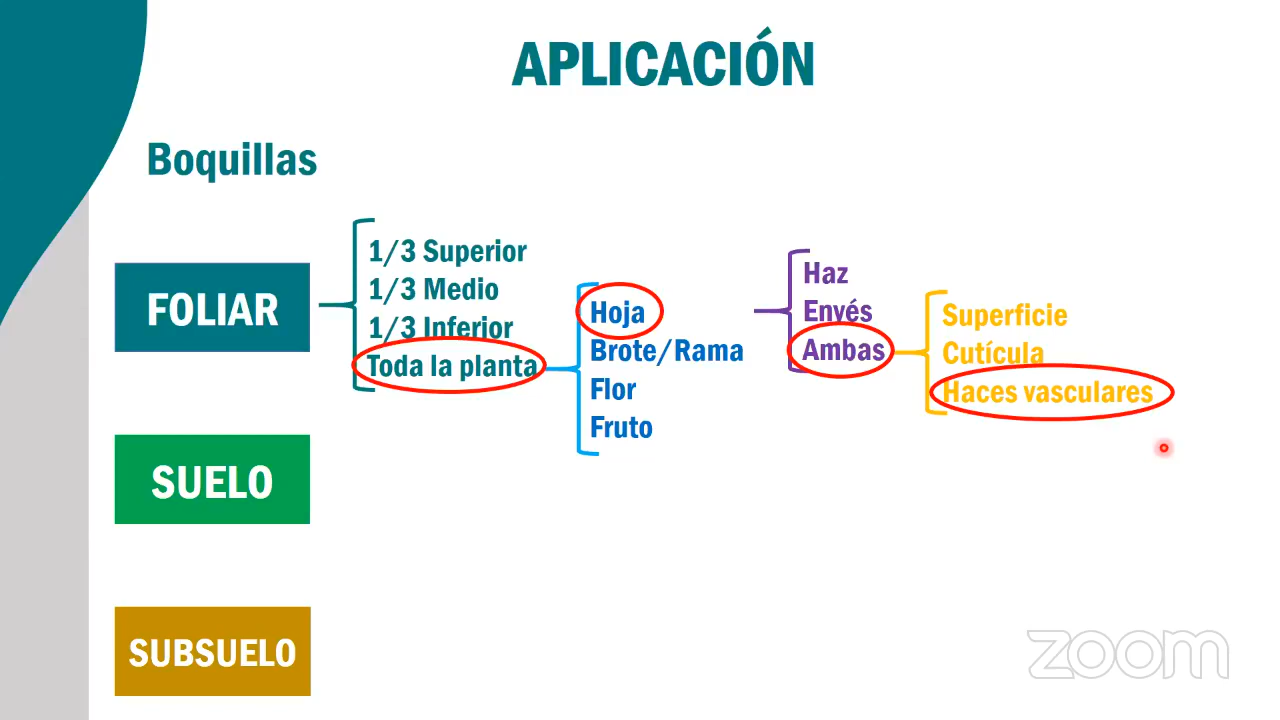 APLICACIÓN
Boquillas
FOLIAR
1/3 Superior
1/3 Medio
1/3 Inferior
Toda la planta
Hoja
Brote/Rama
Flor
Fruto
Haz
Envés
Ambas
Superficie
Cutícula
Haces vasculares
SUELO
SUBSUELO
zoom